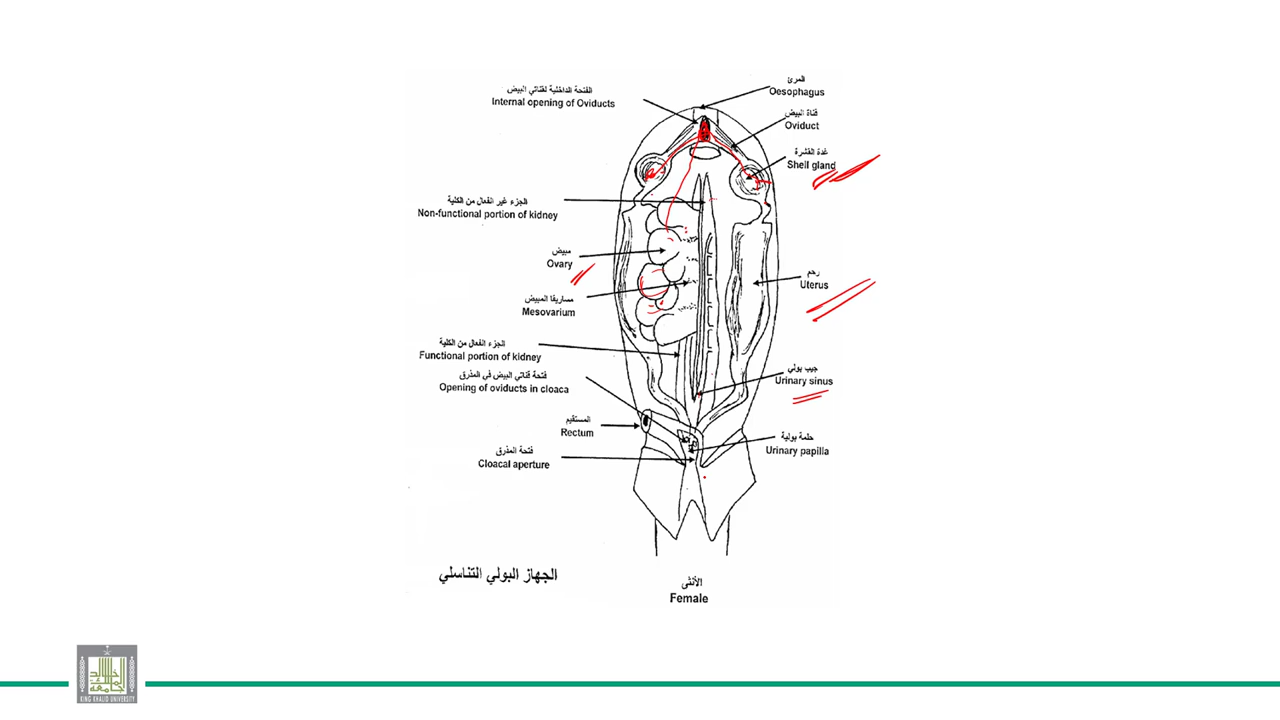 الفتحة الداخلية لقناتي البيض
Internal opening of Oviducts
المرئ
Oesophagus
قناة البيض
Oviduct
غدة القشرة
Shell gland
الجزء غير الفعال من الكلية
Non-functional portion of kidney
مبيض
Ovary
رحم
Uterus
مساريقا المبيض
Mesovarium
الجزء الفعال من الكلية
Functional portion of kidney
فتحة قناتي البيض في المذرق
Opening of oviducts in cloaca
جيب بولي
Urinary sinus
المستقيم
Rectum
حلمة بولية
Urinary papilla
فتحة المذرق
Cloacal aperture
الجهاز البولي التناسلي
الأنثى
Female
KING KHALID UNIVERSITY